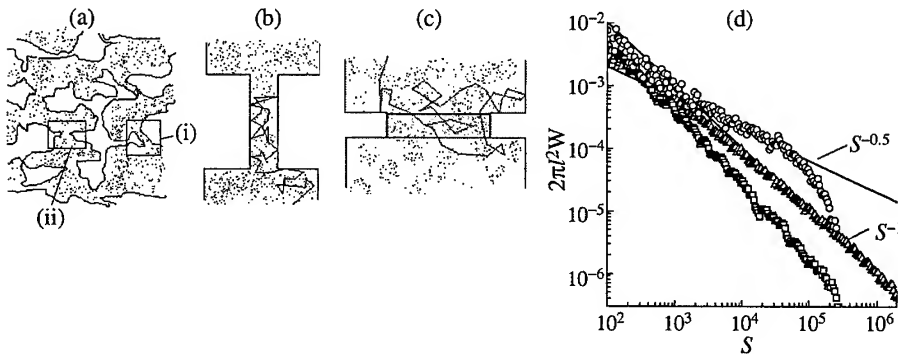 (a)
(b)
(c)
(d)
(i)
(ii)
10⁻²
10⁻³
10⁻⁴
10⁻⁵
10⁻⁶
2πl²W
S⁻⁰·⁵
S⁻
10² 10³ 10⁴ 10⁵ 10⁶
S